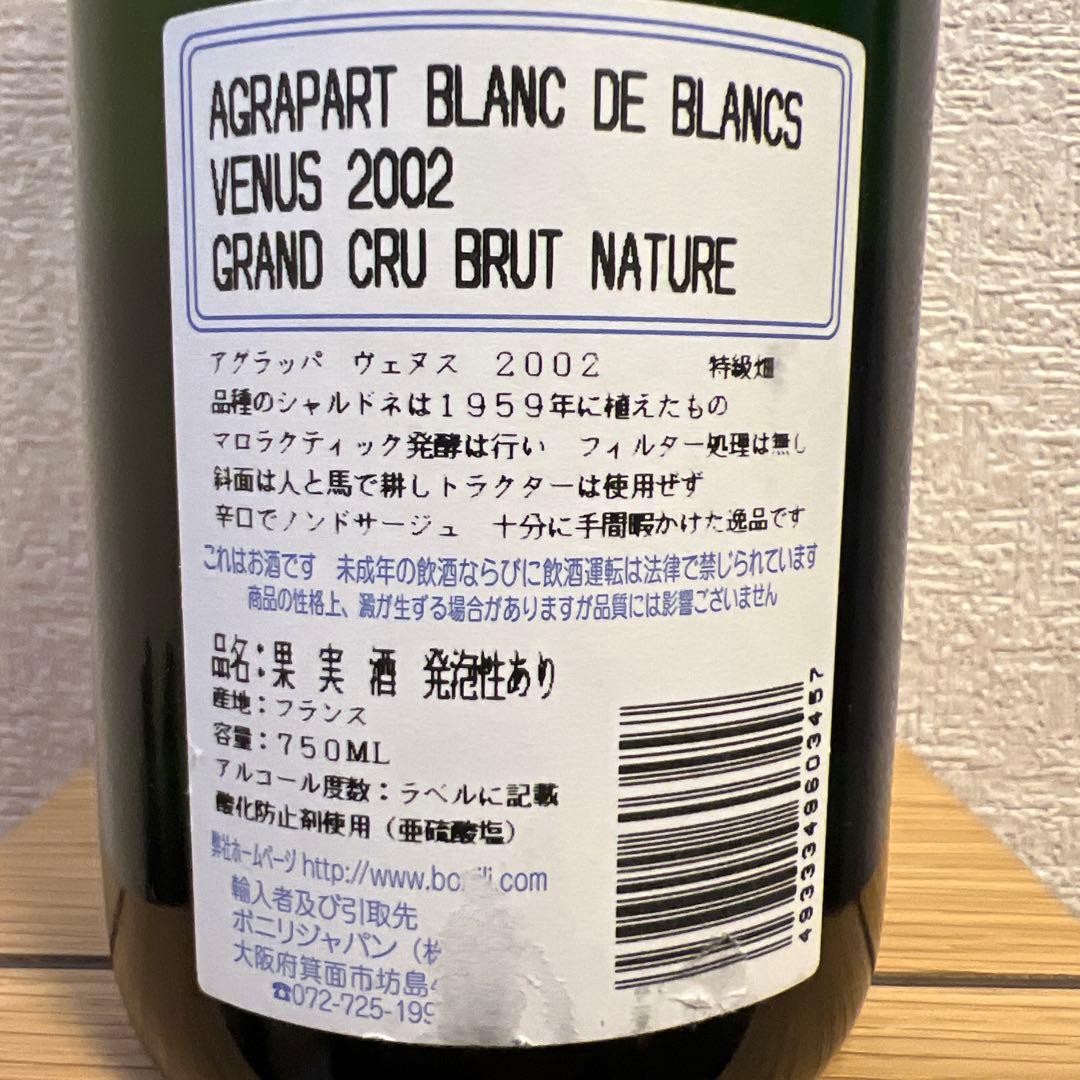 AGRAPART BLANC DE BLANCS
VENUS 2002
GRAND CRU BRUT NATURE
アグラッパ ヴェヌス 2002 特級畑
品種のシャルドネは1959年に植えたもの
マロラクティック発酵は行い フィルター処理は無し
斜面は人と馬で耕しトラクターは使用せず
辛口でノンドサージュ 十分に手間暇かけた逸品です
これはお酒です 未成年の飲酒ならびに飲酒運転は法律で禁じられています
商品の性格上、澱が生ずる場合がありますが品質には影響ございません
品名:果実酒 発泡性あり
産地:フランス
容量:750ML
アルコール度数:ラベルに記載
酸化防止剤使用(亜硫酸塩)
弊社ホームページ
輸入者及び引取先
ボニリジャパン(株
大阪府箕面市坊島
☎072-725-199
4933349603457